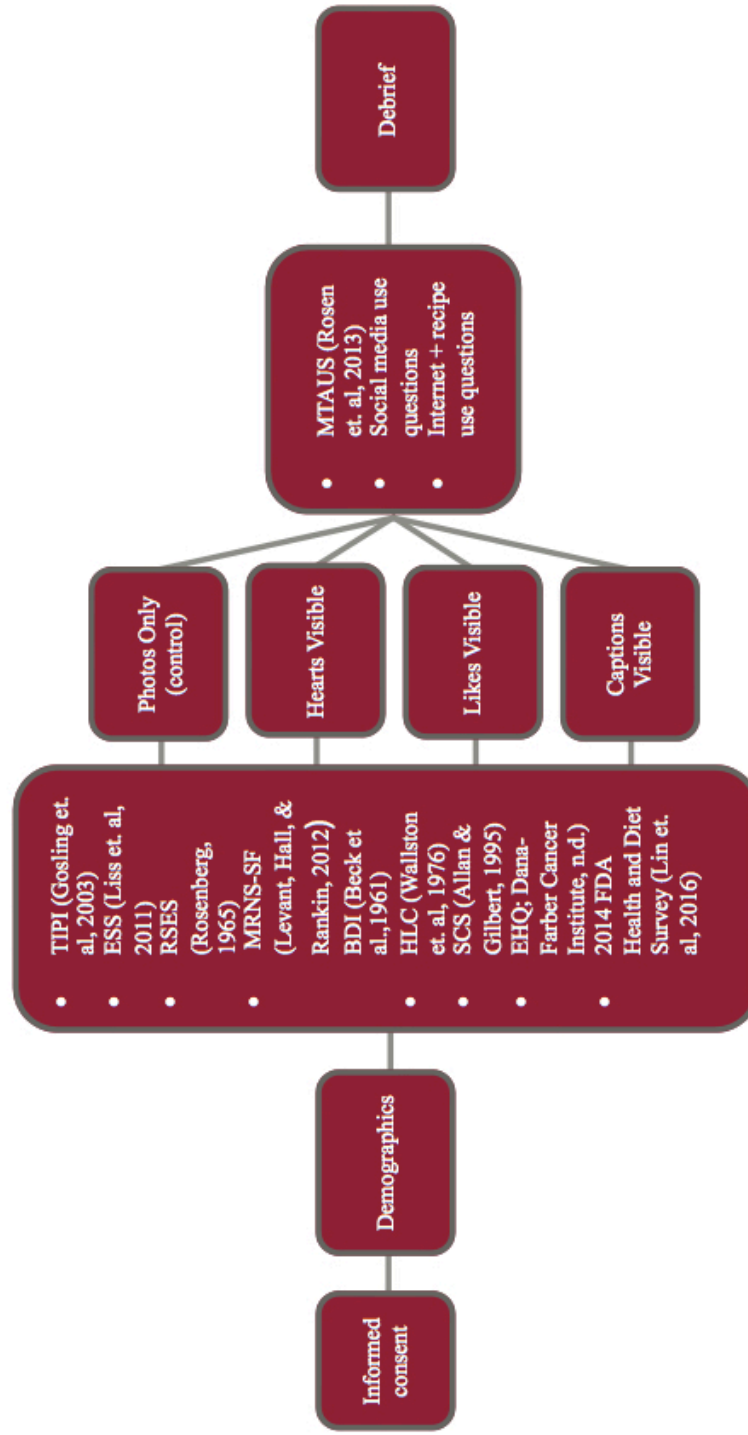 Informed
consent
Demographics
• TIPI (Gosling et.
al, 2003)
• ESS (Liss et. al,
2011)
• RSES
(Rosenberg,
1965)
• MRNS-SF
(Levant, Hall, &
Rankin, 2012)
BDI (Beck et
al.,1961)
• HLC (Wallston
et. al, 1976)
• SCS (Allan &
Gilbert, 1995)
• EHQ; Dana-
Farber Cancer
Institute, n.d.)
• 2014 FDA
Health and Diet
Survey (Lin et.
al, 2016)
Photos Only
(control)
Hearts Visible
Likes Visible
Captions
Visible
• MTAUS (Rosen
et. al, 2013)
• Social media use
questions
• Internet + recipe
use questions
Debrief